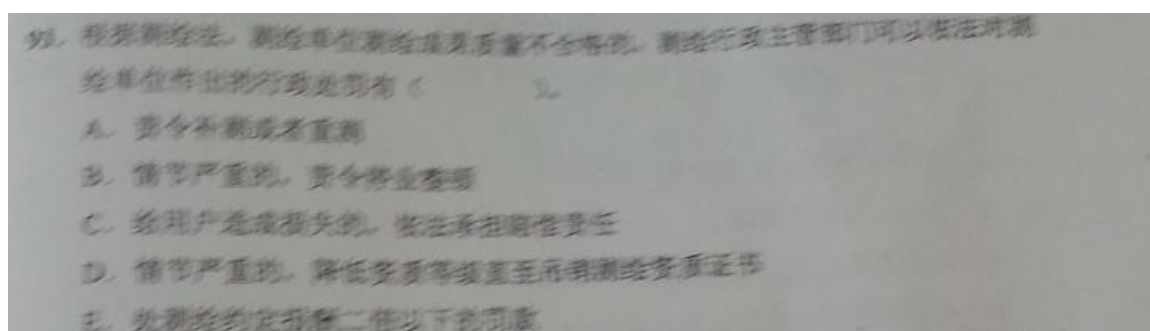 93. 根据测绘法，测绘单位测绘成果质量不合格的，测绘行政主管部门可以依法对测
绘单位作出的行政处罚有（　　）。
A. 责令补测或者重测
B. 情节严重的，责令停业整顿
C. 给用户造成损失的，依法承担赔偿责任
D. 情节严重的，降低资质等级直至吊销测绘资质证书
E. 处测绘约定报酬二倍以下的罚款